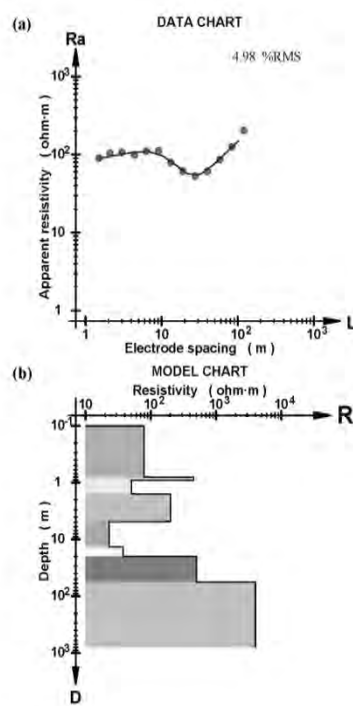 (a) DATA CHART
Ra
4.98 %RMS
Apparent resistivity ( ohm·m )
10³
10²
10
1
1 10 10² 10³ L
Electrode spacing ( m )
(b) MODEL CHART
Resistivity ( ohm·m )
10 10² 10³ 10⁴ R
Depth ( m )
10⁻
1
10
10²
10³
D